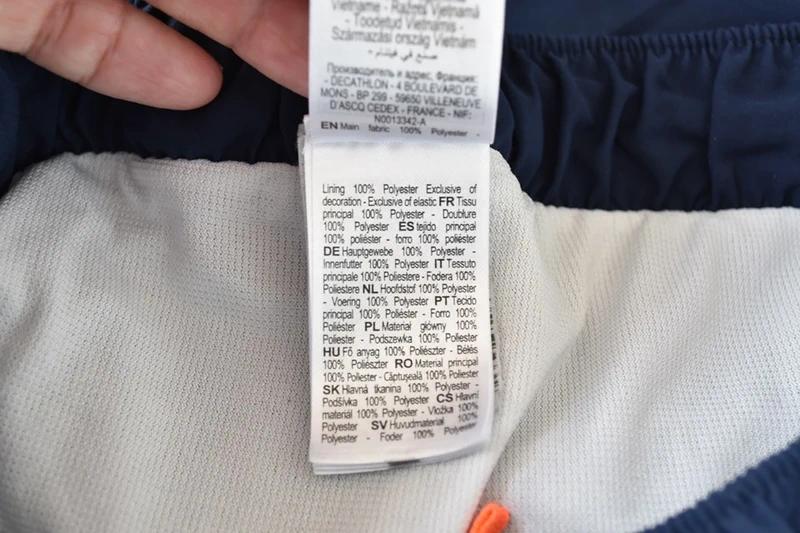 Vietname - Razmi Vietnamā
- Toodetud Vietnamis -
Származási ország Vietnám
صنع في فيتنام -
Производитель и адрес, Франция:
- DECATHLON - 4 BOULEVARD DE
MONS - BP 299 - 59650 VILLENEUVE
D'ASCQ CEDEX - FRANCE - NIF:
N0013342-A
EN Main fabric 100% Polyester -
Lining 100% Polyester Exclusive of
decoration - Exclusive of elastic FR Tissu
principal 100% Polyester - Doublure
100% Polyester ES tejido principal
100% poliéster - forro 100% poliéster
DE Hauptgewebe 100% Polyester -
Innenfutter 100% Polyester IT Tessuto
principale 100% Poliestere - Fodera 100%
Poliestere NL Hoofdstof 100% Polyester
- Voering 100% Polyester PT Tecido
principal 100% Poliéster - Forro 100%
Poliéster PL Materiał główny 100%
Poliester - Podszewka 100% Poliester
HU Fő anyag 100% Poliészter - Bélés
100% Poliészter RO Material principal
100% Poliester - Căptușeală 100% Poliester
SK Hlavná tkanina 100% Polyester -
Podšívka 100% Polyester CS Hlavní
materiál 100% Polyester - Vložka 100%
Polyester SV Huvudmaterial 100%
Polyester - Foder 100% Polyester